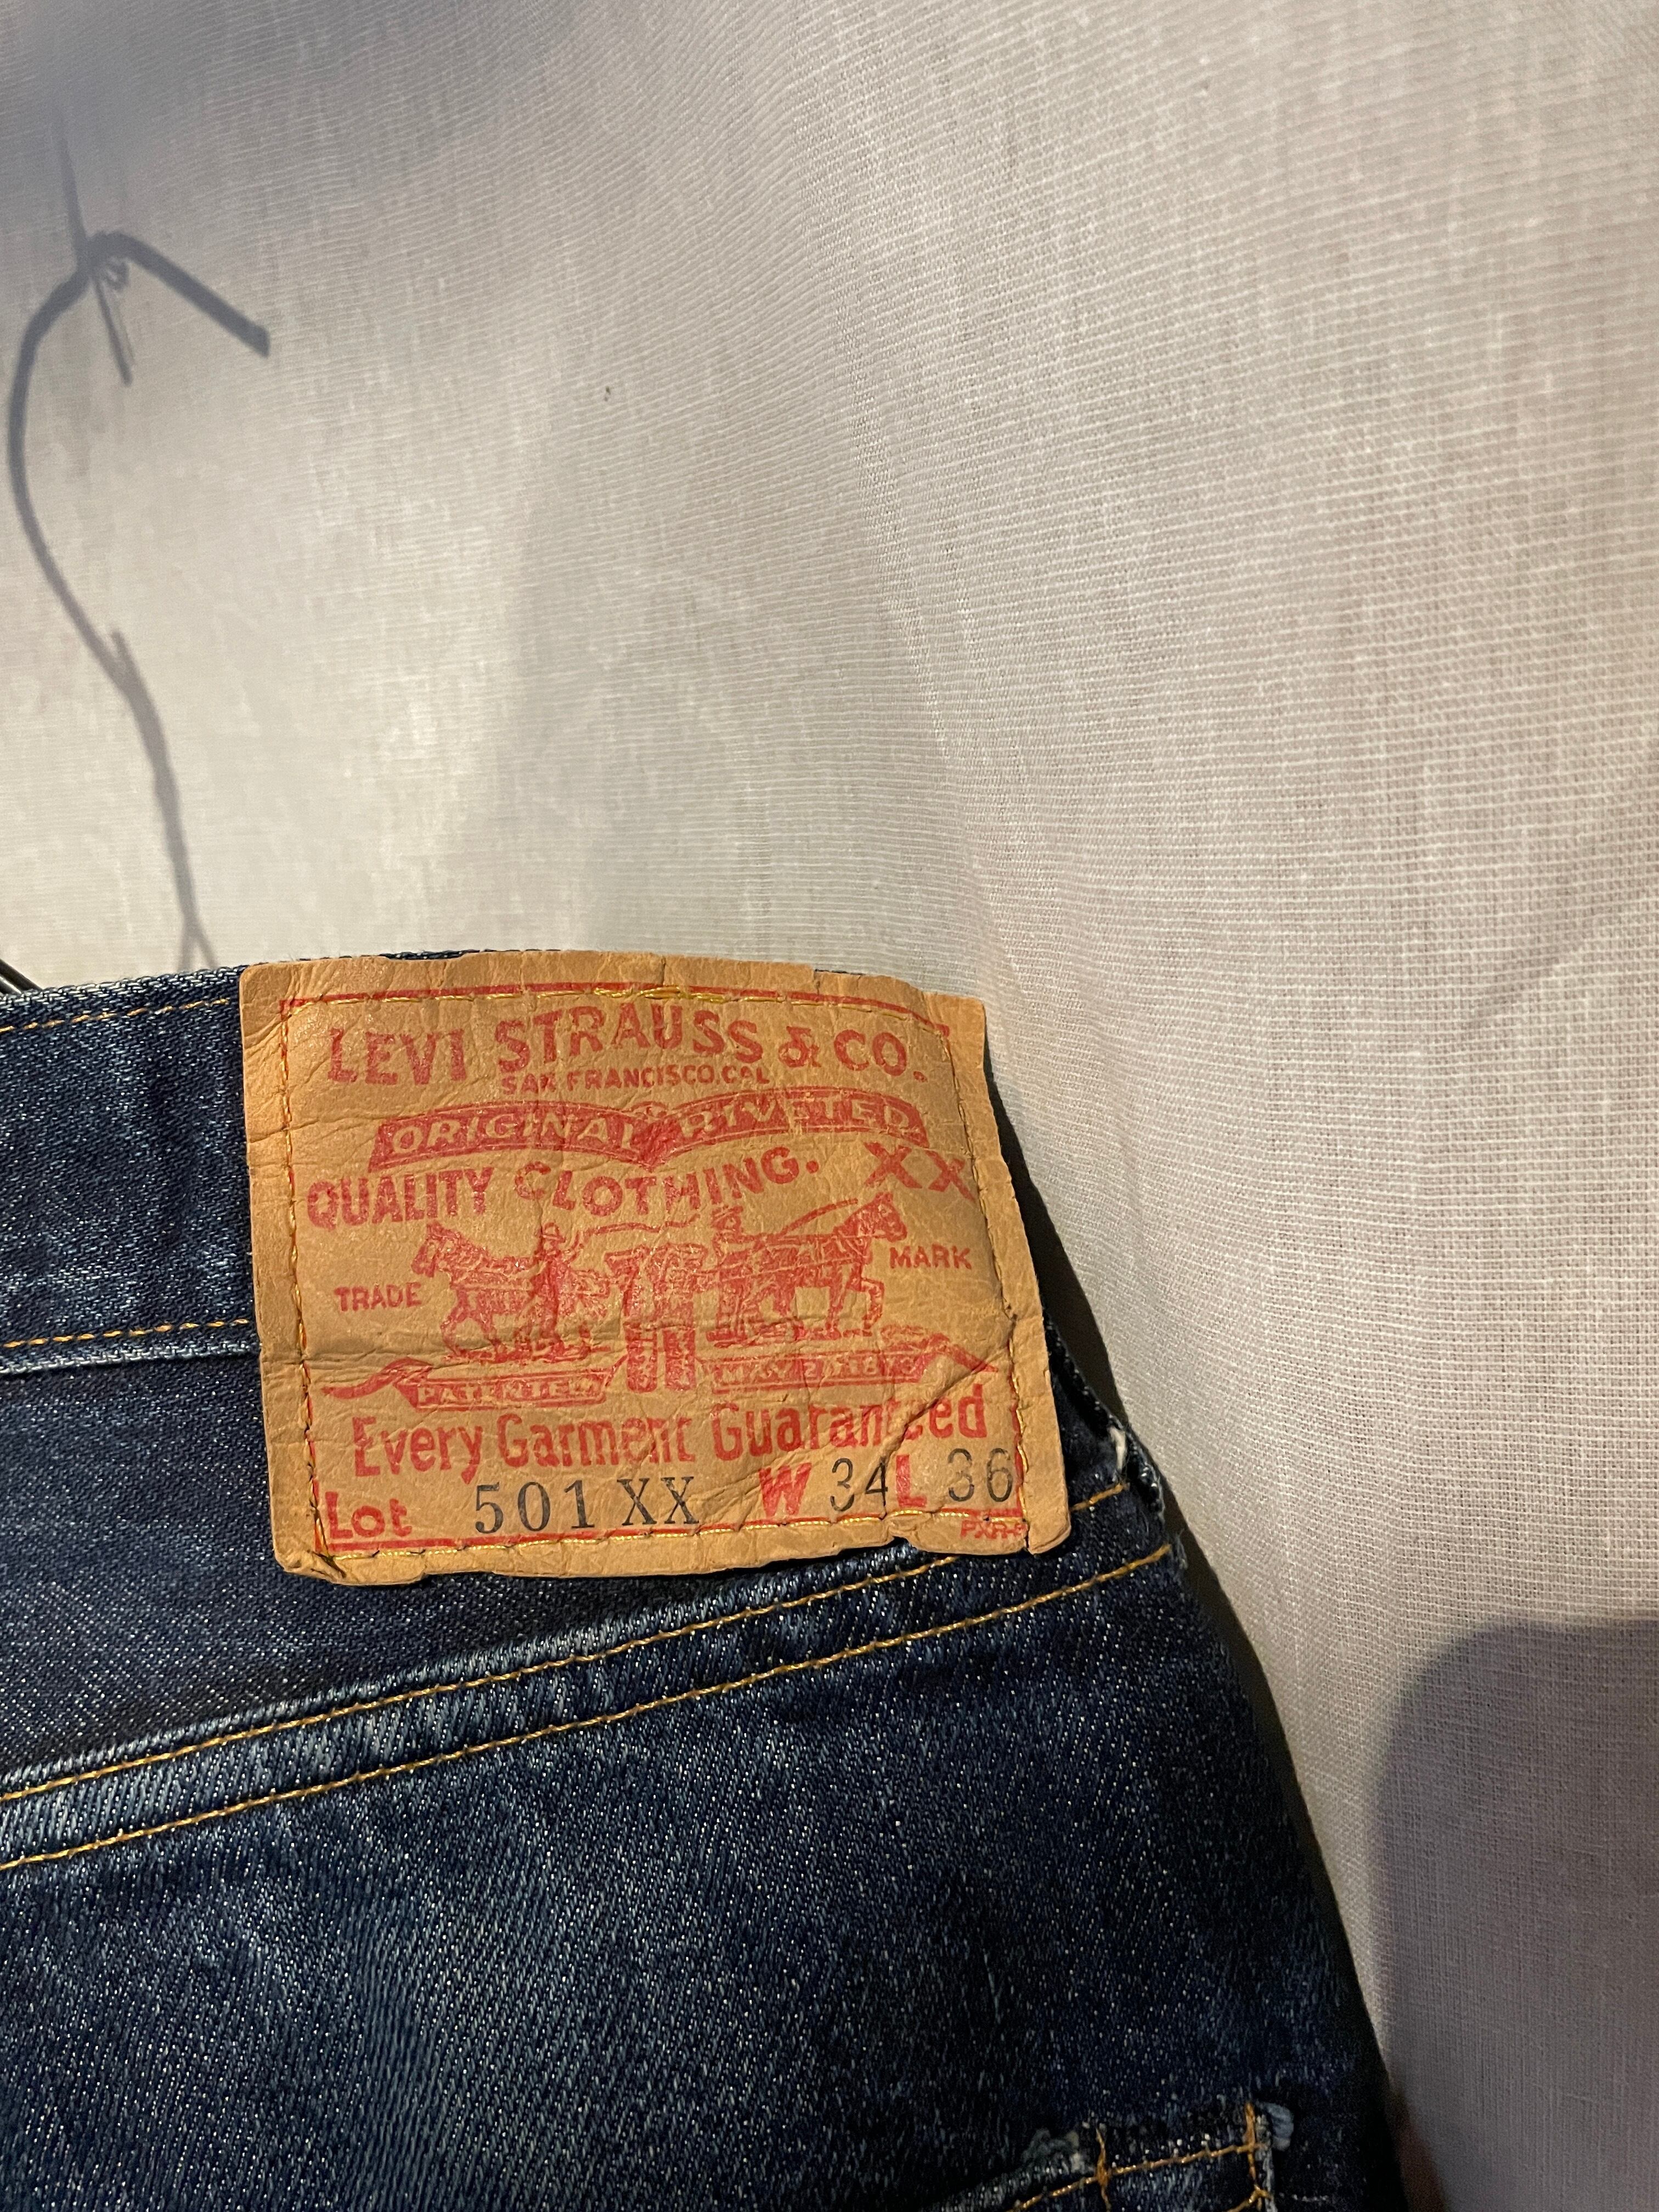 LEVI STRAUSS & CO.
SAN FRANCISCO, CAL
ORIGINAL RIVETED
QUALITY CLOTHING. XX
TRADE MARK
PATENTED MAY 20 1873
Every Garment Guaranteed
Lot 501 XX W 34 L 36